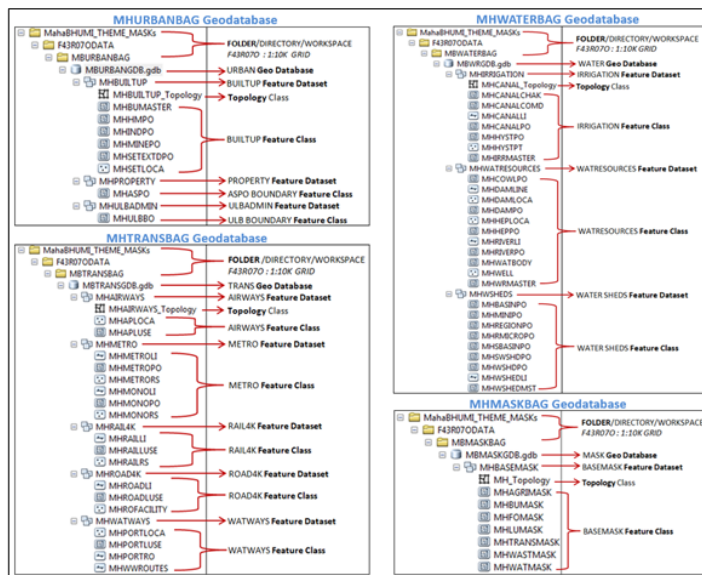 MHURBANBAG Geodatabase
MahaBHUMI_THEME_MASKs
F43R07ODATA
MBURBANBAG
FOLDER/DIRECTORY/WORKSPACE
F43R07O : 1:10K GRID
MBURBANGDB.gdb URBAN Geo Database
MHBUILTUP BUILTUP Feature Dataset
MHBUILTUP_Topology Topology Class
MHBUMASTER
MHHMPO
MHINDPO
MHMINEPO
MHSETEXTDPO
MHSETLOCA
BUILTUP Feature Class
MHPROPERTY PROPERTY Feature Dataset
MHASPO ASPO BOUNDARY Feature Class
MHULBADMIN ULBADMIN Feature Dataset
MHULBBO ULB BOUNDARY Feature Class
MHTRANSBAG Geodatabase
MahaBHUMI_THEME_MASKs
F43R07ODATA
MBTRANSBAG
FOLDER/DIRECTORY/WORKSPACE
F43R07O : 1:10K GRID
MBTRANSGDB.gdb TRANS Geo Database
MHAIRWAYS AIRWAYS Feature Dataset
MHAIRWAYS_Topology Topology Class
MHAPLOCA
MHAPLUSE
AIRWAYS Feature Class
MHMETRO METRO Feature Dataset
MHMETROLI
MHMETROPO
MHMETRORS
MHMONOLI
MHMONOPO
MHMONORS
METRO Feature Class
MHRAIL4K RAIL4K Feature Dataset
MHRAILLI
MHRAILLUSE
MHRAILRS
RAIL4K Feature Class
MHROAD4K ROAD4K Feature Dataset
MHROADLI
MHROADLUSE
MHROFACILITY
ROAD4K Feature Class
MHWATWAYS WATWAYS Feature Dataset
MHPORTLOCA
MHPORTLUSE
MHPORTRO
MHWWROUTES
WATWAYS Feature Class
MHWATERBAG Geodatabase
MahaBHUMI_THEME_MASKs
F43R07ODATA
MBWATERBAG
FOLDER/DIRECTORY/WORKSPACE
F43R07O : 1:10K GRID
MBWRGDB.gdb WATER Geo Database
MHIRRIGATION IRRIGATION Feature Dataset
MHCANAL_Topology Topology Class
MHCANALCHAK
MHCANALCOMD
MHCANALLI
MHCANALPO
MHHYSTPO
MHHYSTPT
MHIRRMASTER
IRRIGATION Feature Class
MHWATRESOURCES WATRESOURCES Feature Dataset
MHCOWLPO
MHDAMLINE
MHDAMLOCA
MHDAMPO
MHHEPLOCA
MHHEPPO
MHRIVERLI
MHRIVERPO
MHWATBODY
MHWELL
MHWRMASTER
WATRESOURCES Feature Class
MHWSHEDS WATER SHEDS Feature Dataset
MHBASINPO
MHMINIPO
MHREGIONPO
MHRMICROPO
MHSBASINPO
MHSWSHDPO
MHWSHDPO
MHWSHEDLI
MHWSHEDMST
WATER SHEDS Feature Class
MHMASKBAG Geodatabase
MahaBHUMI_THEME_MASKs
F43R07ODATA
MBMASKBAG
FOLDER/DIRECTORY/WORKSPACE
F43R07O : 1:10K GRID
MBMASKGDB.gdb MASK Geo Database
MHBASEMASK BASEMASK Feature Dataset
MH_Topology Topology Class
MHAGRIMASK
MHBUMASK
MHFOMASK
MHLUMASK
MHTRANSMASK
MHWASTMASK
MHWATMASK
BASEMASK Feature Class